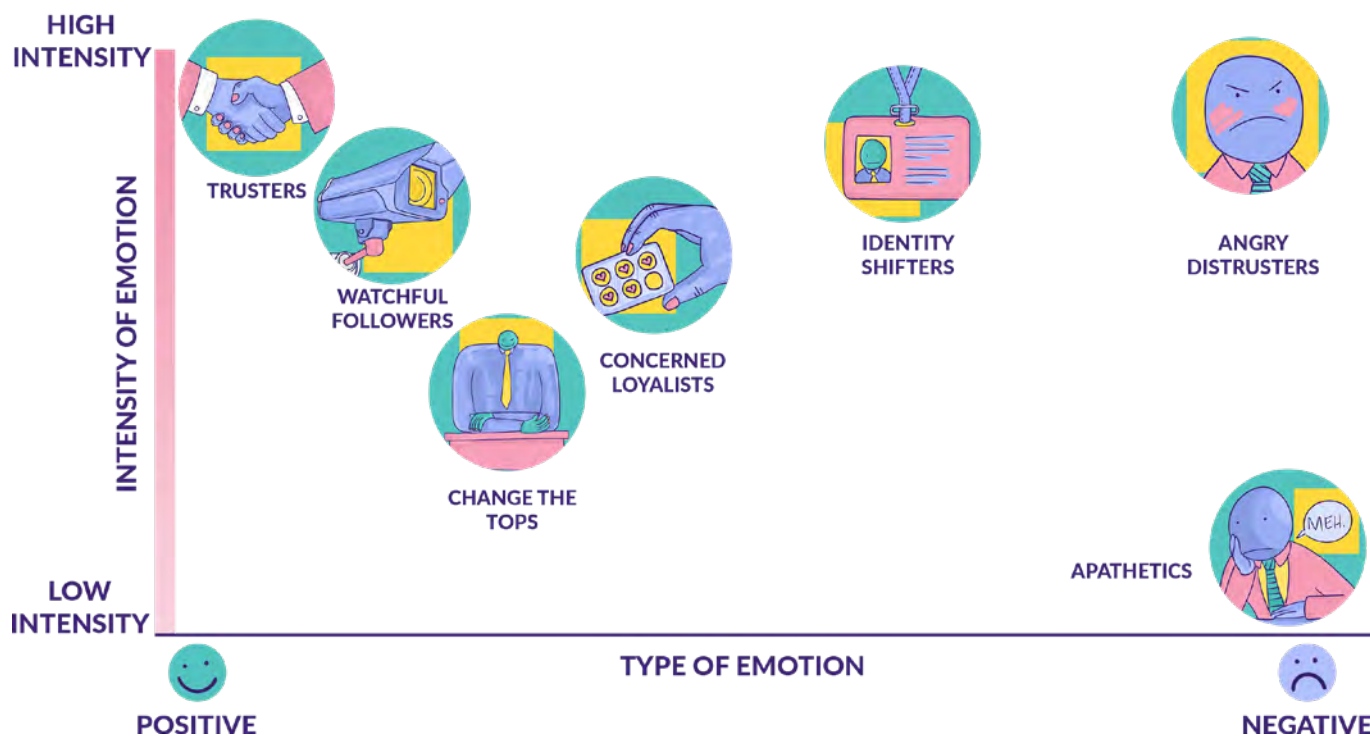 HIGH
INTENSITY
TRUSTERS
WATCHFUL
FOLLOWERS
CHANGE THE
TOPS
CONCERNED
LOYALISTS
IDENTITY
SHIFTERS
ANGRY
DISTRUSTERS
INTENSITY OF EMOTION
MEH.
APATHETICS
LOW
INTENSITY
TYPE OF EMOTION
POSITIVE
NEGATIVE